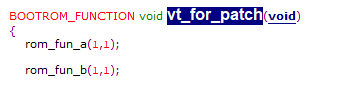 BOOTROM_FUNCTION void vt_for_patch(void)
{
rom_fun_a(1,1);
rom_fun_b(1,1);